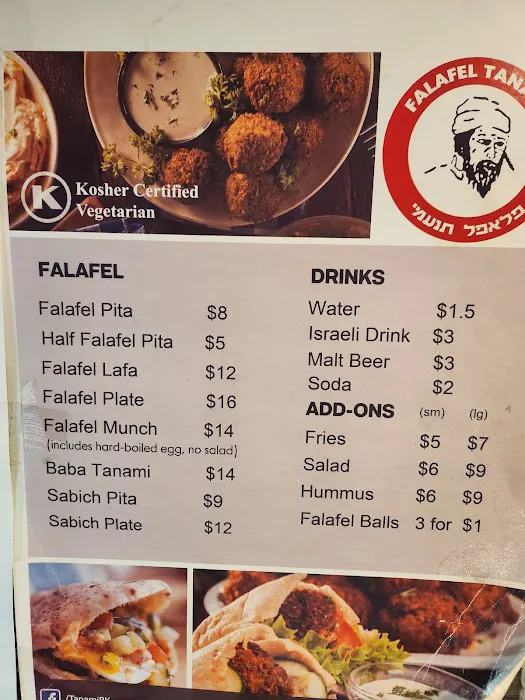 FALAFEL TANA
פלאפל תנעמי
K
Kosher Certified
Vegetarian
FALAFEL
Falafel Pita $8
Half Falafel Pita $5
Falafel Lafa $12
Falafel Plate $16
Falafel Munch $14
(includes hard-boiled egg, no salad)
Baba Tanami $14
Sabich Pita $9
Sabich Plate $12
DRINKS
Water $1.5
Israeli Drink $3
Malt Beer $3
Soda $2
ADD-ONS (sm) (lg)
Fries $5 $7
Salad $6 $9
Hummus $6 $9
Falafel Balls 3 for $1
f /TanamiBK